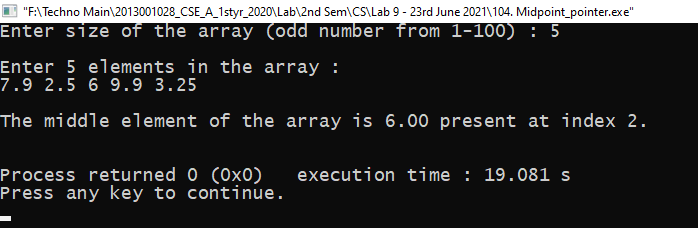 "F:\Techno Main\2013001028_CSE_A_1styr_2020\Lab\2nd Sem\CS\Lab 9 - 23rd June 2021\104. Midpoint_pointer.exe"
Enter size of the array (odd number from 1-100) : 5
Enter 5 elements in the array :
7.9 2.5 6 9.9 3.25
The middle element of the array is 6.00 present at index 2.
Process returned 0 (0x0)   execution time : 19.081 s
Press any key to continue.